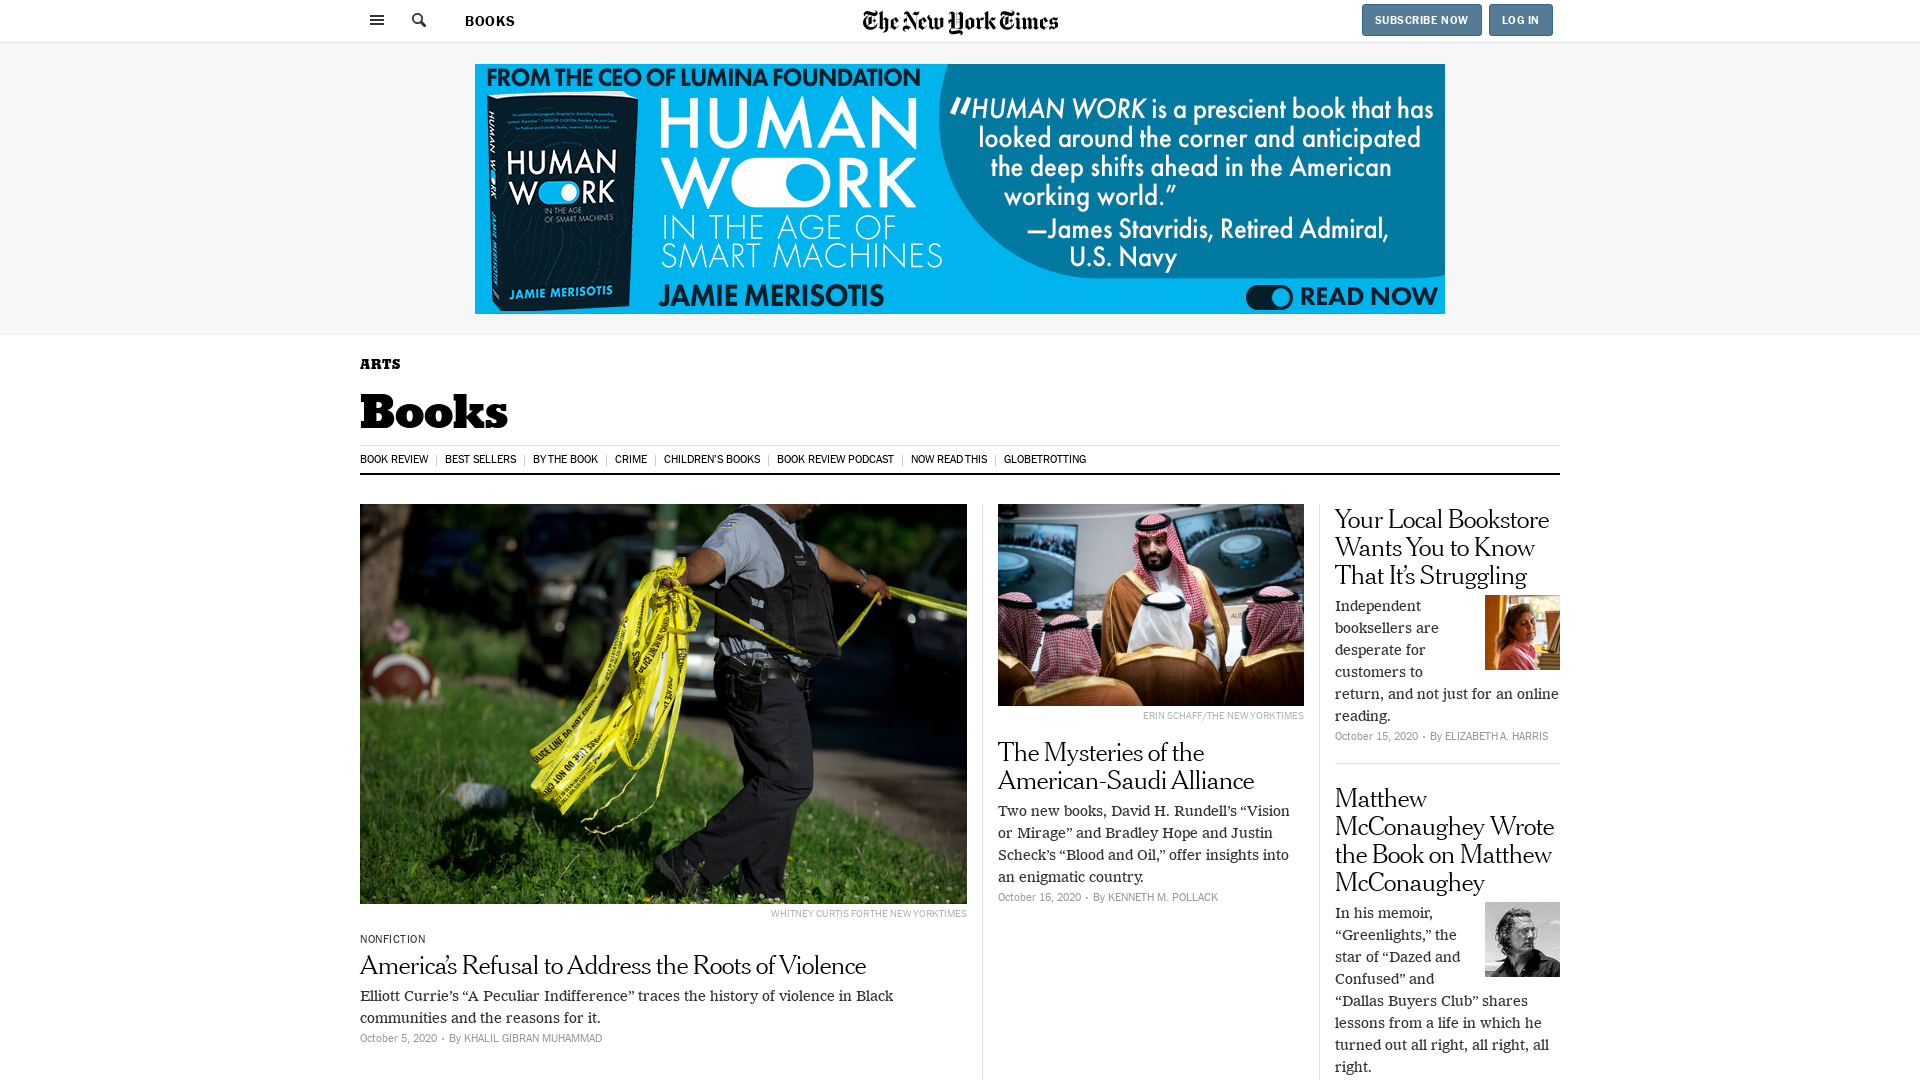 BOOKS
The New York Times
SUBSCRIBE NOW
LOG IN
FROM THE CEO OF LUMINA FOUNDATION
HUMAN
WORK
IN THE AGE OF
SMART MACHINES
JAMIE MERISOTIS
HUMAN WORK JAMIE MERISOTIS
HUMAN
WORK
IN THE AGE
OF SMART MACHINES
JAMIE MERISOTIS
“HUMAN WORK is a prescient book that has
looked around the corner and anticipated
the deep shifts ahead in the American
working world.”
—James Stavridis, Retired Admiral,
U.S. Navy
READ NOW
ARTS
Books
BOOK REVIEW
BEST SELLERS
BY THE BOOK
CRIME
CHILDREN’S BOOKS
BOOK REVIEW PODCAST
NOW READ THIS
GLOBETROTTING
WHITNEY CURTIS FOR THE NEW YORK TIMES
NONFICTION
America’s Refusal to Address the Roots of Violence
Elliott Currie’s “A Peculiar Indifference” traces the history of violence in Black
communities and the reasons for it.
October 5, 2020 • By KHALIL GIBRAN MUHAMMAD
ERIN SCHAFF/THE NEW YORK TIMES
The Mysteries of the
American-Saudi Alliance
Two new books, David H. Rundell’s “Vision
or Mirage” and Bradley Hope and Justin
Scheck’s “Blood and Oil,” offer insights into
an enigmatic country.
October 16, 2020 • By KENNETH M. POLLACK
Your Local Bookstore
Wants You to Know
That It’s Struggling
Independent
booksellers are
desperate for
customers to
return, and not just for an online
reading.
October 15, 2020 • By ELIZABETH A. HARRIS
Matthew
McConaughey Wrote
the Book on Matthew
McConaughey
In his memoir,
“Greenlights,” the
star of “Dazed and
Confused” and
“Dallas Buyers Club” shares
lessons from a life in which he
turned out all right, all right, all
right.